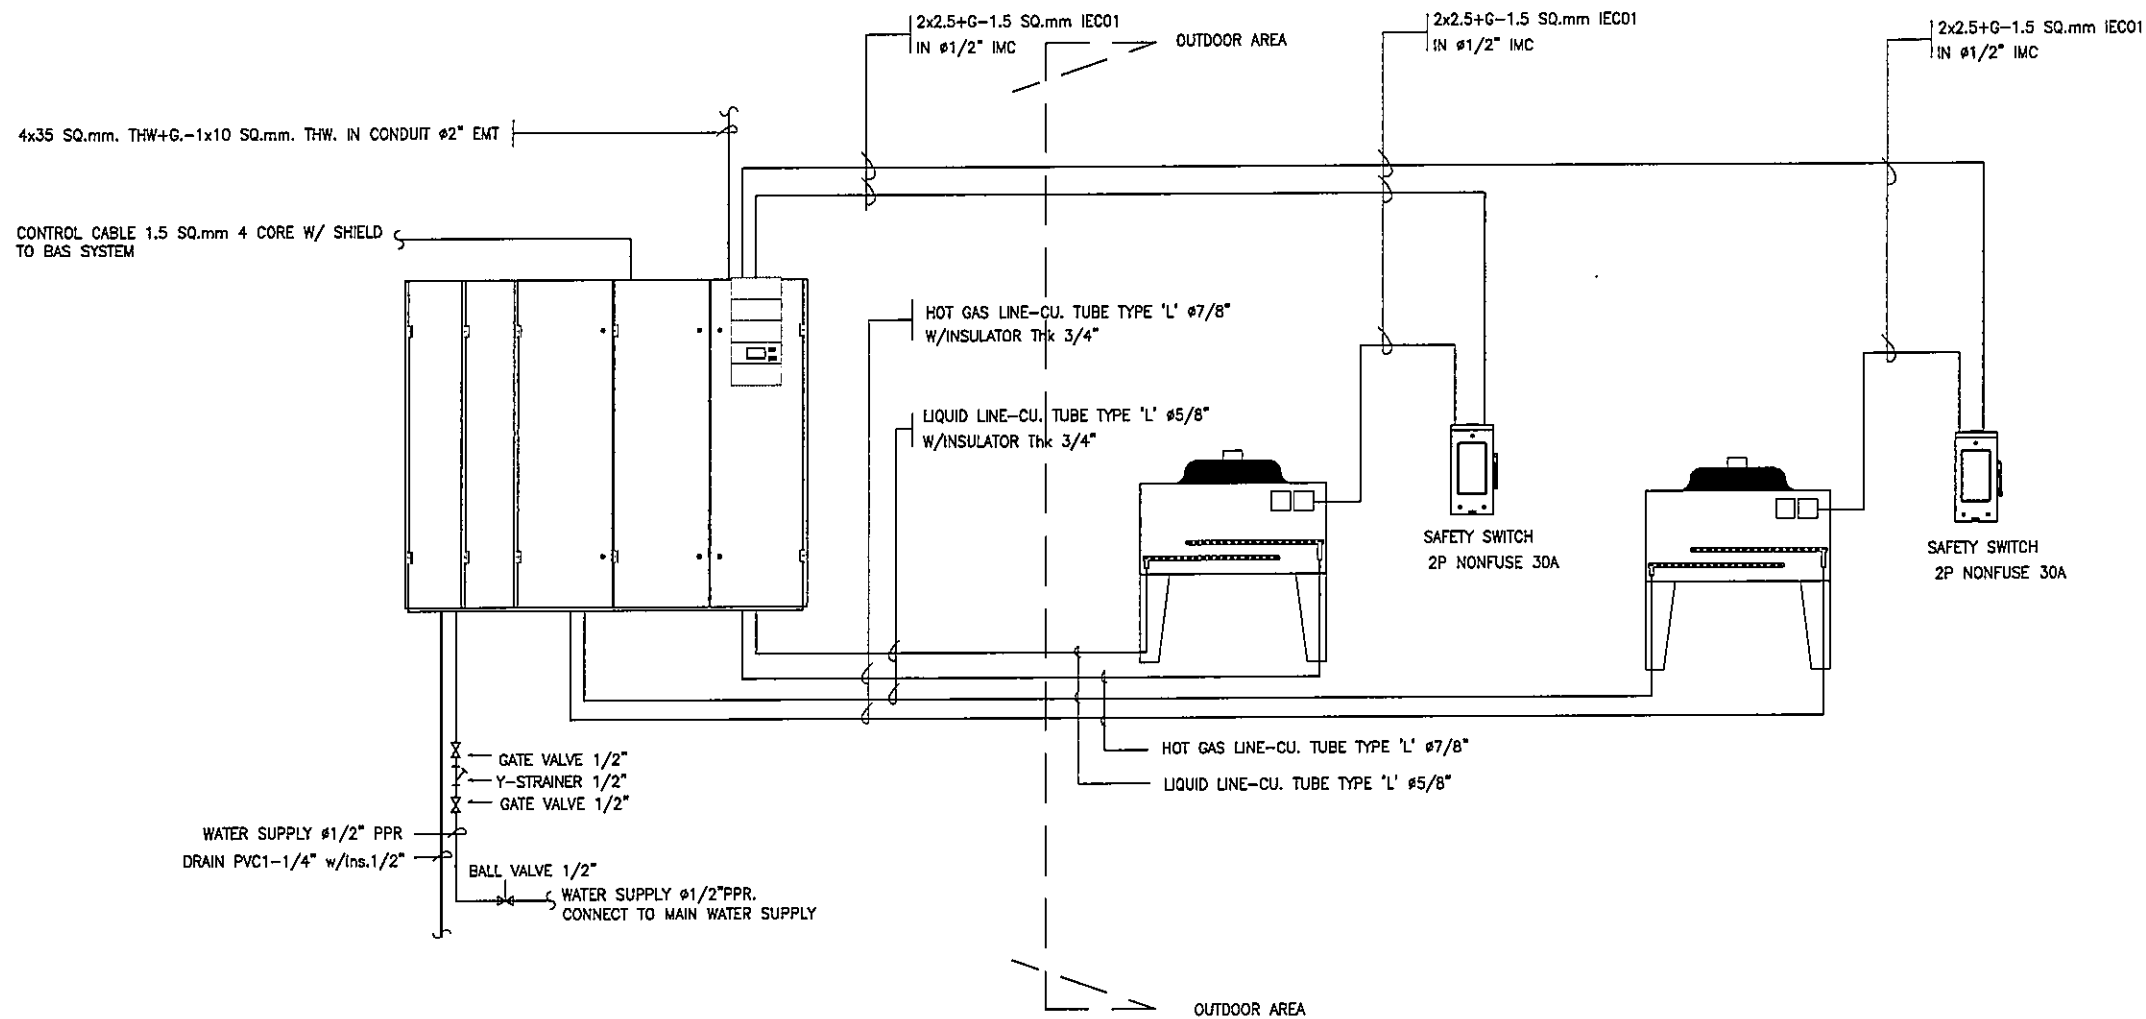 2x2.5+G-1.5 SQ.mm IEC01
IN ø1/2" IMC
OUTDOOR AREA
2x2.5+G-1.5 SQ.mm IEC01
IN ø1/2" IMC
2x2.5+G-1.5 SQ.mm IEC01
IN ø1/2" IMC
4x35 SQ.mm. THW+G.-1x10 SQ.mm. THW. IN CONDUIT ø2" EMT
CONTROL CABLE 1.5 SQ.mm 4 CORE W/ SHIELD
TO BAS SYSTEM
HOT GAS LINE-CU. TUBE TYPE 'L' ø7/8"
W/INSULATOR Thk 3/4"
LIQUID LINE-CU. TUBE TYPE 'L' ø5/8"
W/INSULATOR Thk 3/4"
SAFETY SWITCH
2P NONFUSE 30A
SAFETY SWITCH
2P NONFUSE 30A
HOT GAS LINE-CU. TUBE TYPE 'L' ø7/8"
LIQUID LINE-CU. TUBE TYPE 'L' ø5/8"
GATE VALVE 1/2"
Y-STRAINER 1/2"
GATE VALVE 1/2"
WATER SUPPLY ø1/2" PPR
DRAIN PVC1-1/4" w/ins.1/2"
BALL VALVE 1/2"
WATER SUPPLY ø1/2"PPR.
CONNECT TO MAIN WATER SUPPLY
OUTDOOR AREA